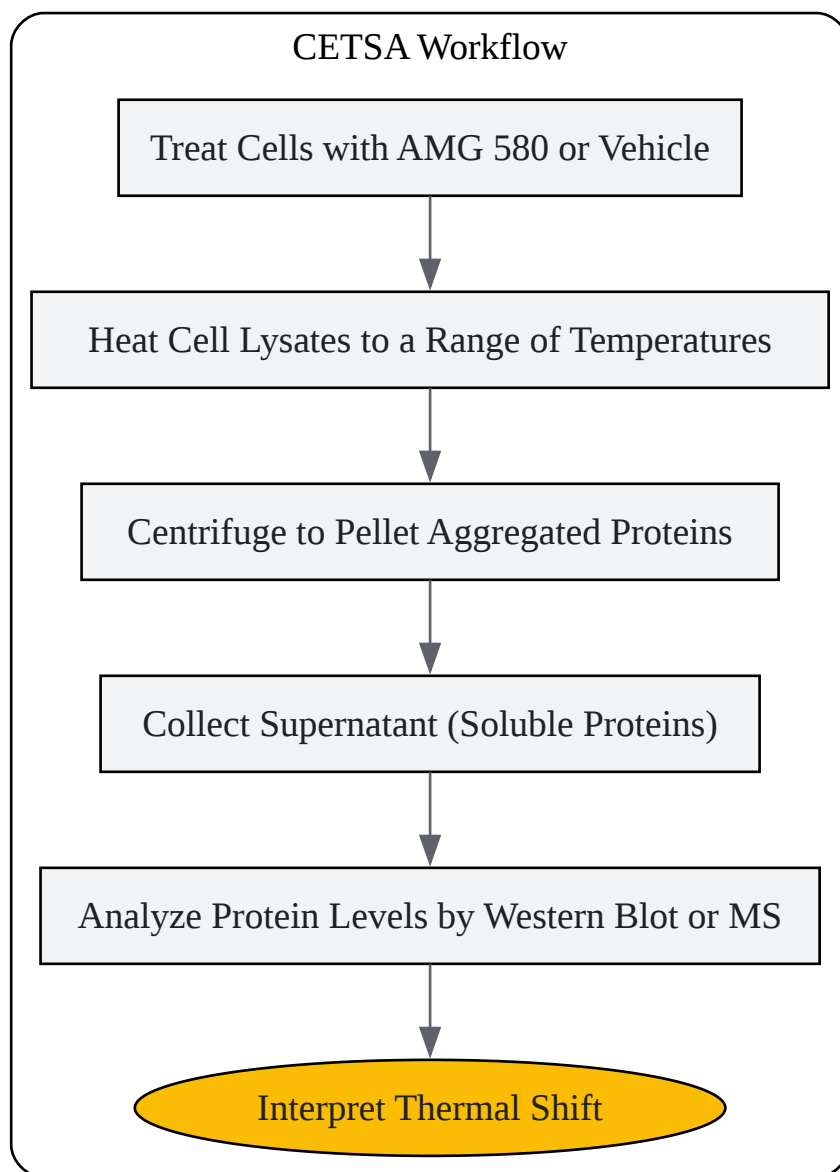 CETSA Workflow
Treat Cells with AMG 580 or Vehicle
Heat Cell Lysates to a Range of Temperatures
Centrifuge to Pellet Aggregated Proteins
Collect Supernatant (Soluble Proteins)
Analyze Protein Levels by Western Blot or MS
Interpret Thermal Shift